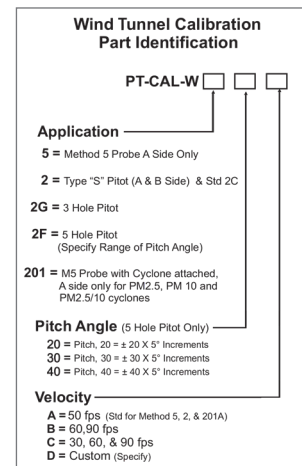 Wind Tunnel Calibration
Part Identification
PT-CAL-W
Application
5 = Method 5 Probe A Side Only
2 = Type “S” Pitot (A & B Side) & Std 2C
2G = 3 Hole Pitot
2F = 5 Hole Pitot
(Specify Range of Pitch Angle)
201 = M5 Probe with Cyclone attached,
A side only for PM2.5, PM 10 and
PM2.5/10 cyclones
Pitch Angle (5 Hole Pitot Only)
20 = Pitch, 20 = ± 20 X 5° Increments
30 = Pitch, 30 = ± 30 X 5° Increments
40 = Pitch, 40 = ± 40 X 5° Increments
Velocity
A = 50 fps (Std for Method 5, 2, & 201A)
B = 60,90 fps
C = 30, 60, & 90 fps
D = Custom (Specify)